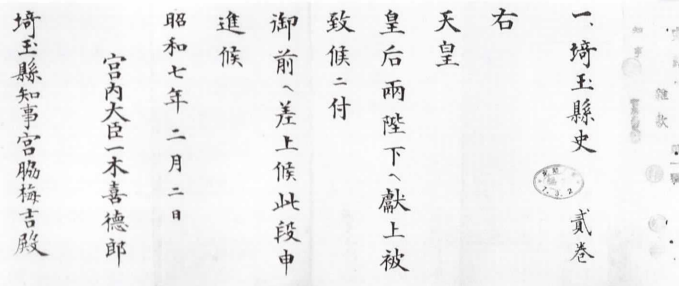 一、埼玉縣史　貳巻
右
天皇
皇后兩陛下へ獻上被
致候ニ付
御前へ差上候此段申
進候
昭和七年二月二日
宮内大臣一木喜德郎
埼玉縣知事宮脇梅吉殿